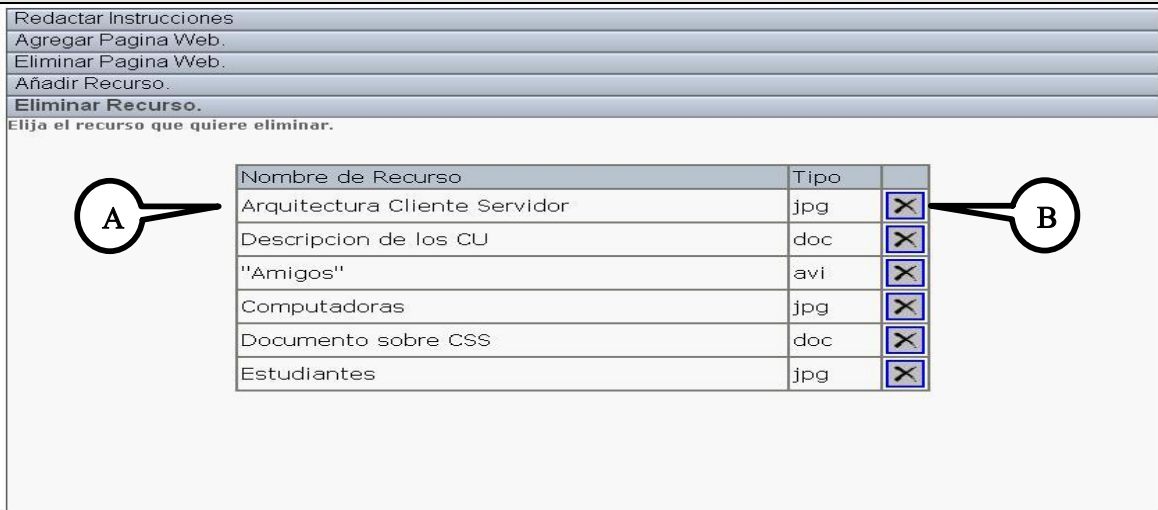 Redactar Instrucciones
Agregar Pagina Web.
Eliminar Pagina Web.
Añadir Recurso.
Eliminar Recurso.
Elija el recurso que quiere eliminar.
Nombre de Recurso Tipo
A Arquitectura Cliente Servidor jpg B
Descripcion de los CU doc
"Amigos" avi
Computadoras jpg
Documento sobre CSS doc
Estudiantes jpg